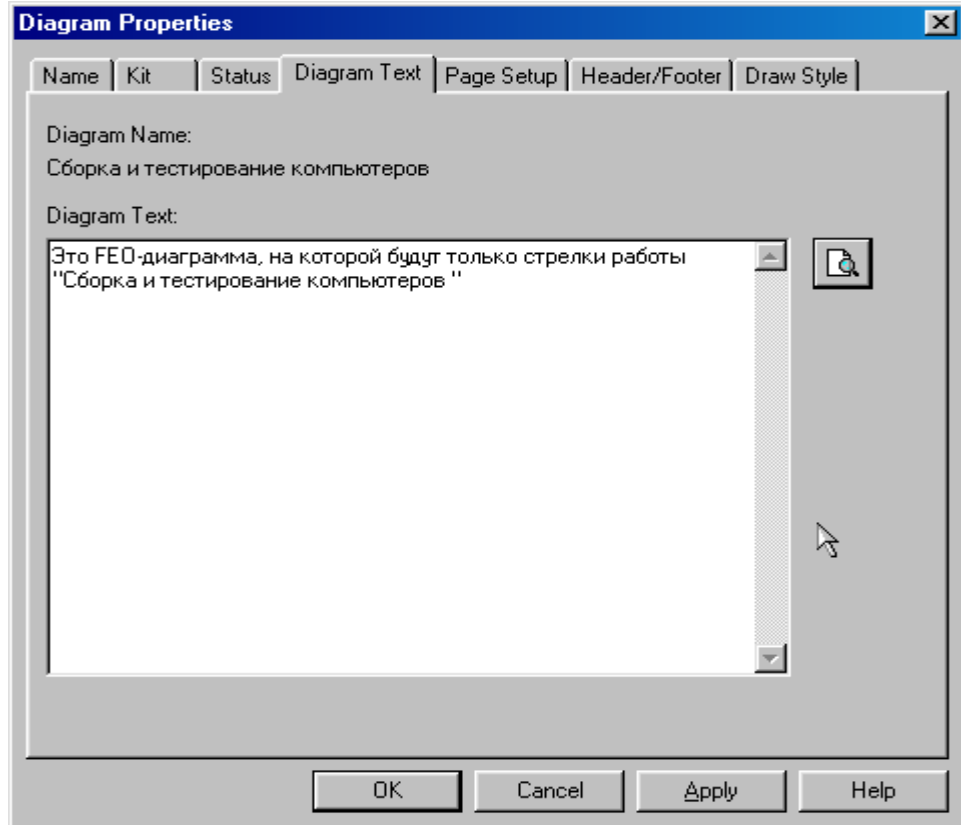 Diagram Properties
Name Kit Status Diagram Text Page Setup Header/Footer Draw Style
Diagram Name:
Сборка и тестирование компьютеров
Diagram Text:
Это FEO-диаграмма, на которой будут только стрелки работы
"Сборка и тестирование компьютеров "
OK Cancel Apply Help